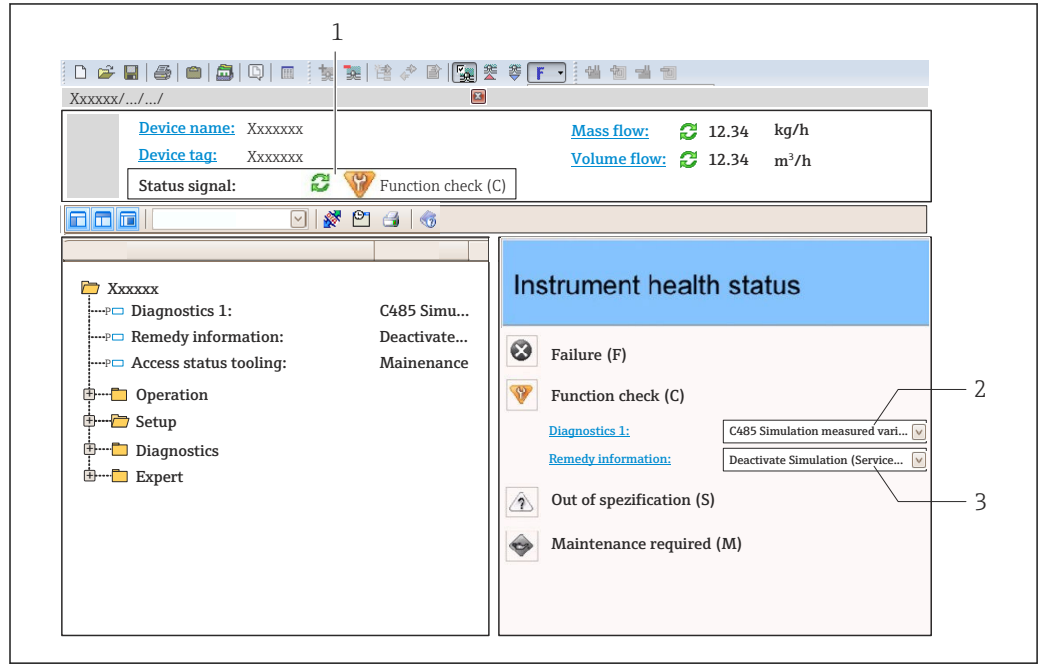 1
F
Xxxxxx/.../.../
Device name: Xxxxxxx
Mass flow: 12.34 kg/h
Device tag: Xxxxxxx
Volume flow: 12.34 m³/h
Status signal: Function check (C)
Xxxxxx
Diagnostics 1: C485 Simu...
Remedy information: Deactivate...
Access status tooling: Mainenance
Operation
Setup
Diagnostics
Expert
Instrument health status
Failure (F)
Function check (C)
2
Diagnostics 1: C485 Simulation measured vari...
Remedy information: Deactivate Simulation (Service...
3
Out of spezification (S)
Maintenance required (M)